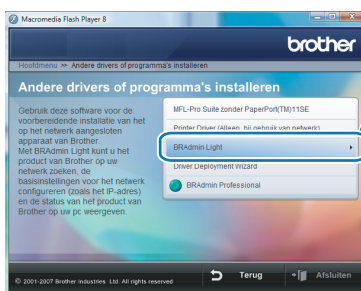 Macromedia Flash Player 8
brother
Hoofdmenu >> Andere drivers of programma's installeren
Andere drivers of programma's installeren
Gebruik deze software voor de
voorbereidende installatie van het
op het netwerk aangesloten
apparaat van Brother.
Met BRAdmin Light kunt u het
product van Brother op uw
netwerk zoeken, de
basisinstellingen voor het netwerk
configureren (zoals het IP-adres)
en de status van het product van
Brother op uw pc weergeven.
MFL-Pro Suite zonder PaperPort(TM)11SE
Printer Driver (Alleen bij gebruik van netwerk)
BRAdmin Light
Driver Deployment Wizard
BRAdmin Professional
© 2001-2007 Brother Industries Ltd. All rights reserved
Terug
Afsluiten